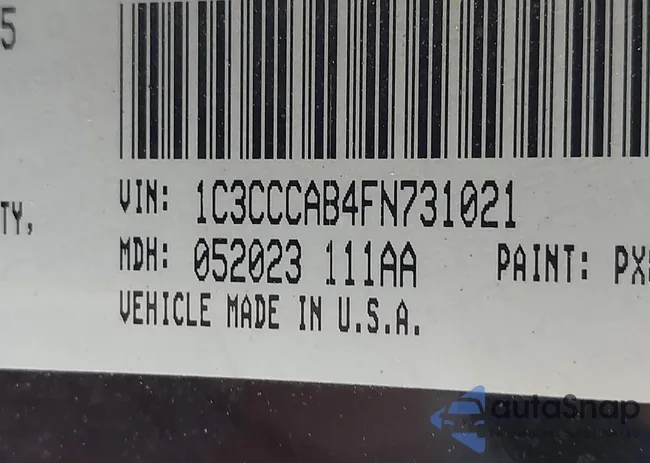 5
TY,
VIN: 1C3CCCAB4FN731021
MDH: 052023 111AA PAINT: PX
VEHICLE MADE IN U.S.A.
autoSnap